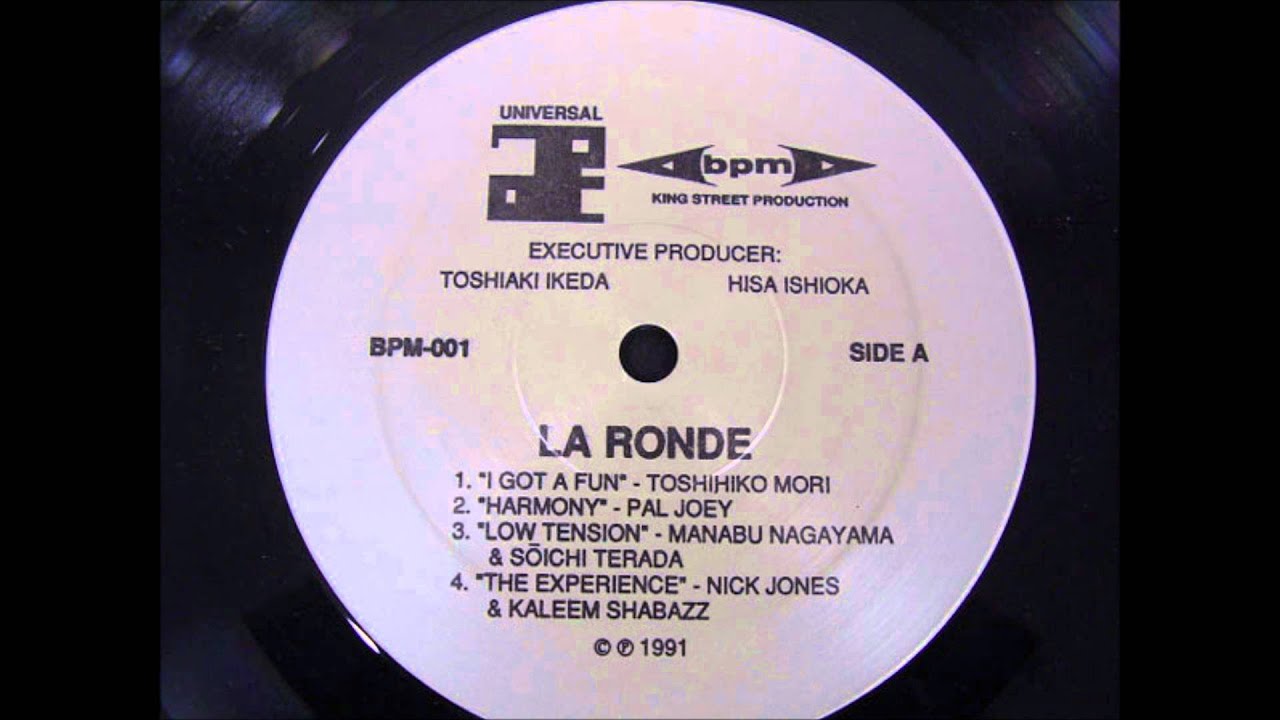 UNIVERSAL
bpm
KING STREET PRODUCTION
EXECUTIVE PRODUCER:
TOSHIAKI IKEDA HISA ISHIOKA
BPM-001 SIDE A
LA RONDE
1. "I GOT A FUN" - TOSHIHIKO MORI
2. "HARMONY" - PAL JOEY
3. "LOW TENSION" - MANABU NAGAYAMA
& SŌICHI TERADA
4. "THE EXPERIENCE" - NICK JONES
& KALEEM SHABAZZ
© ℗ 1991